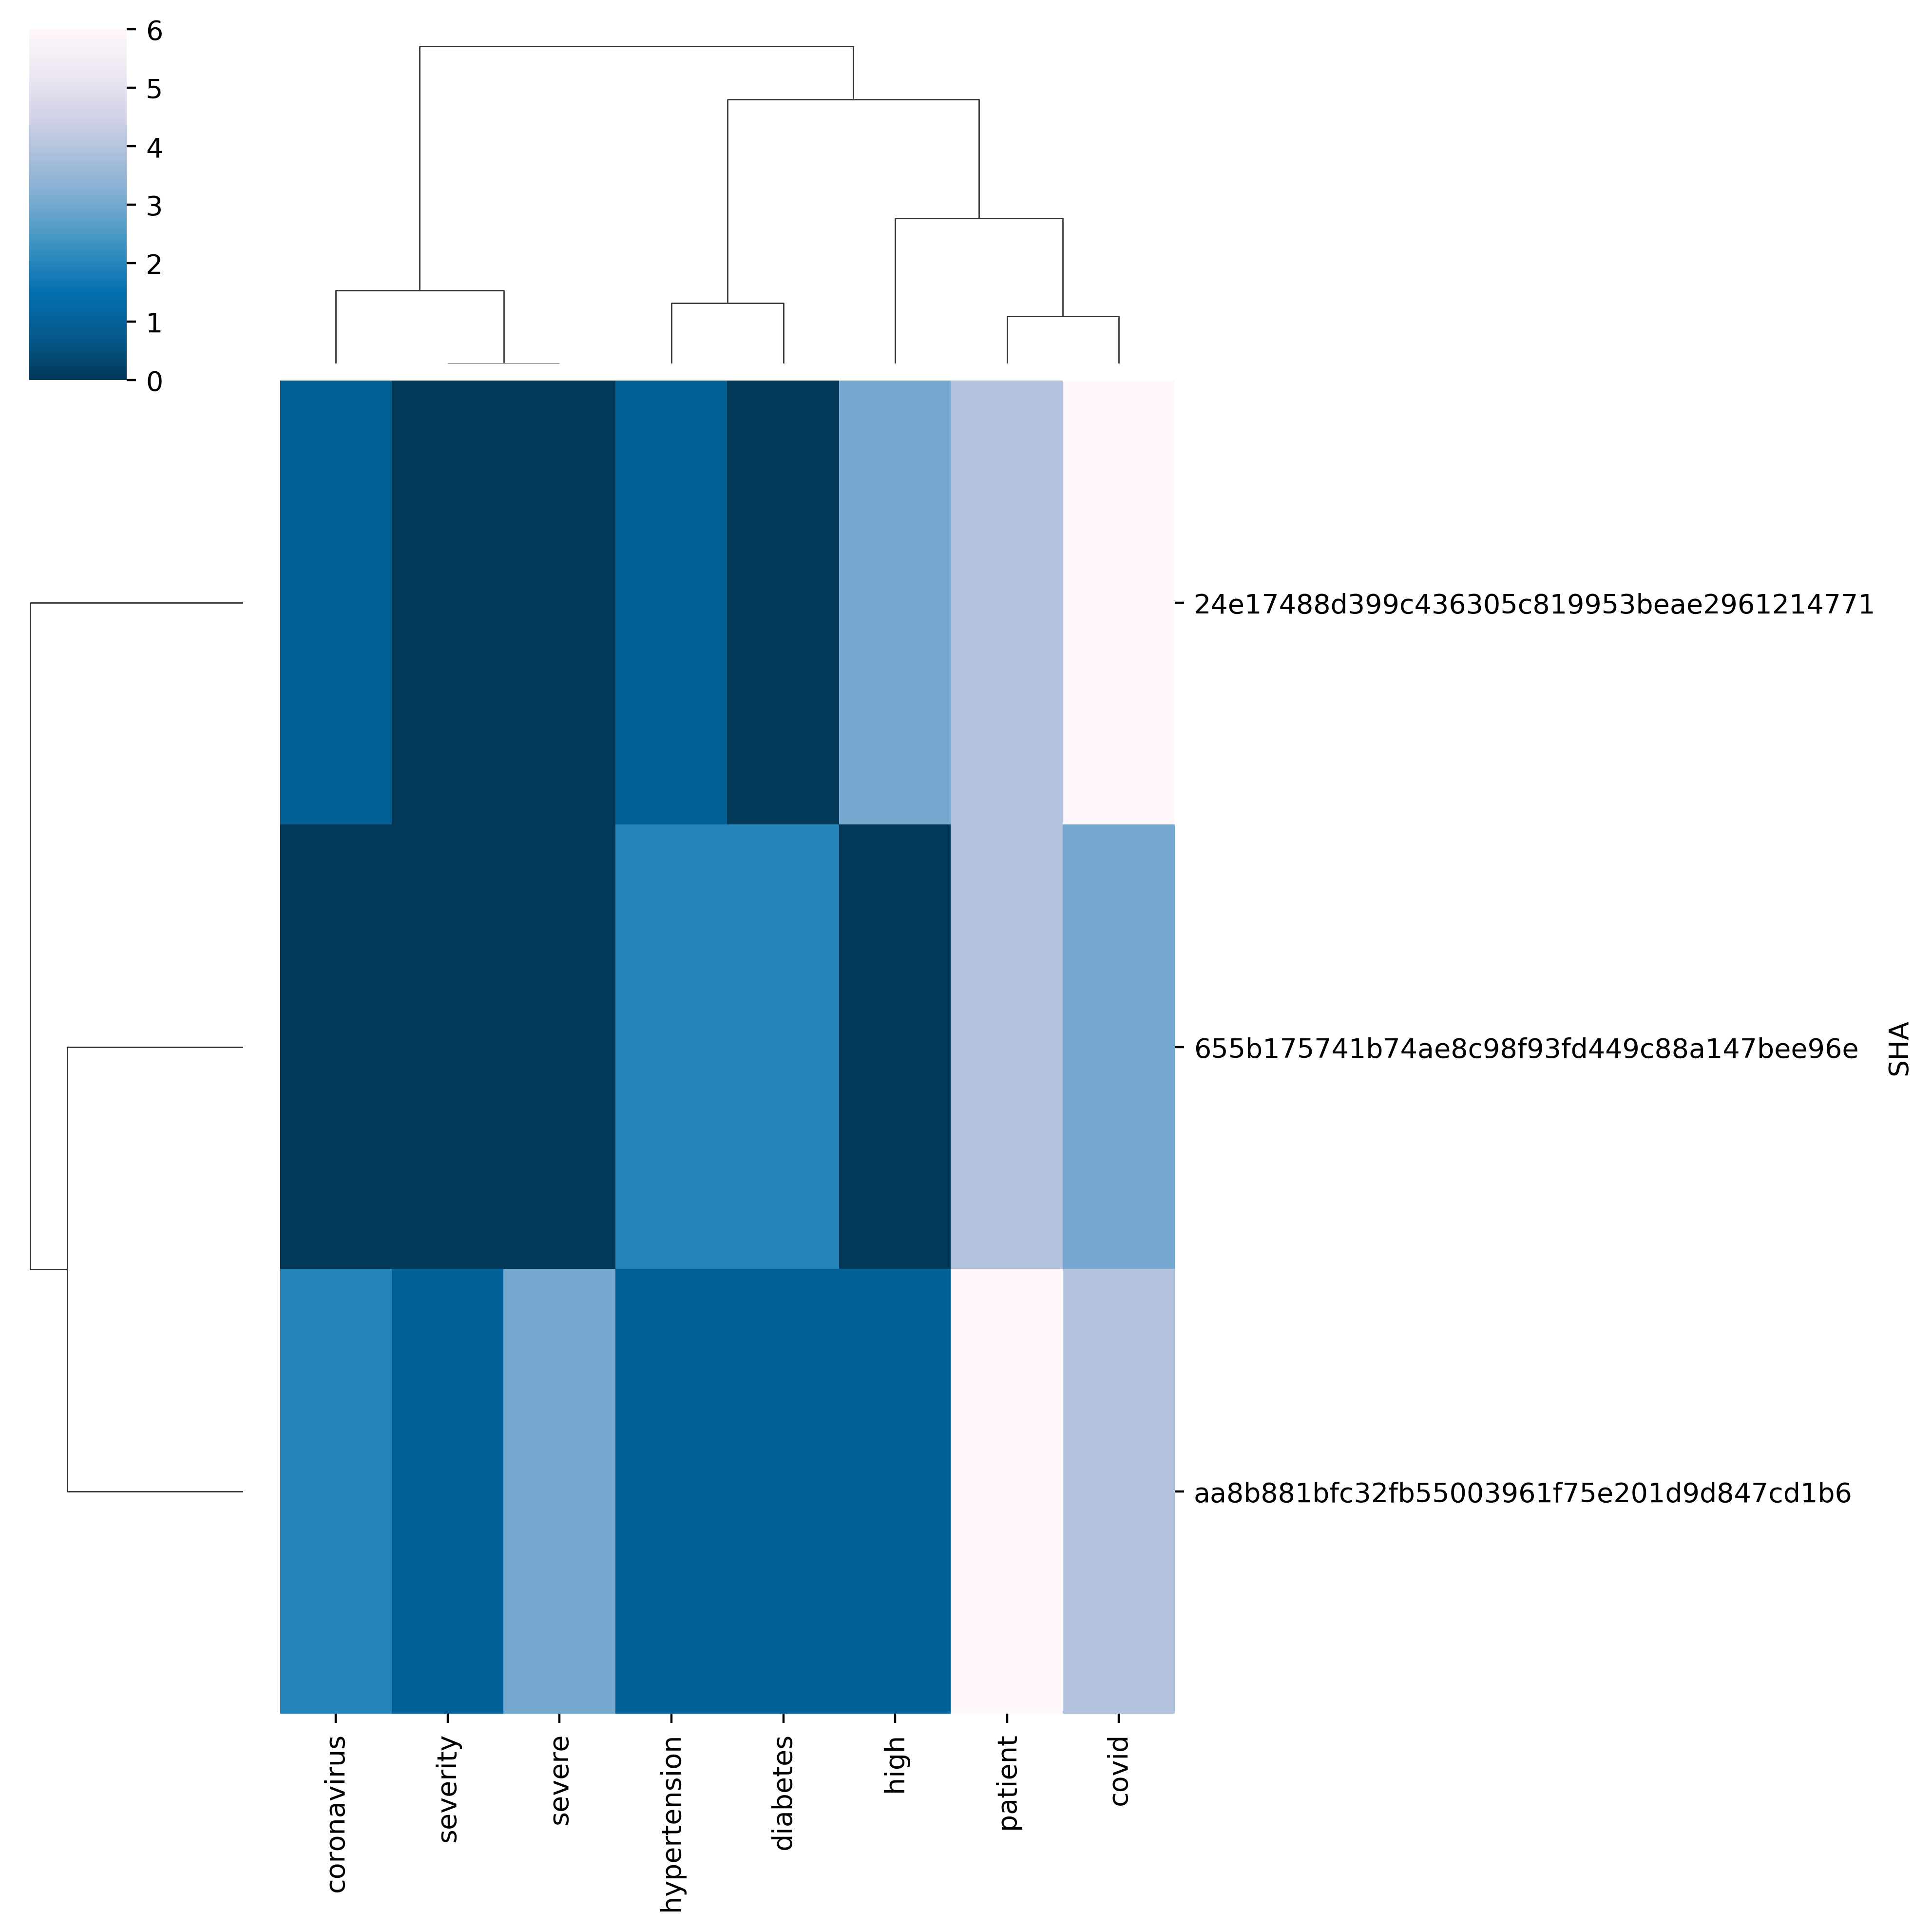 6
5
4
3
2
1
0
24e17488d399c436305c819953beae2961214771
655b175741b74ae8c98f93fd449c88a147bee96e
aa8b881bfc32fb55003961f75e201d9d847cd1b6
SHA
coronavirus
severity
severe
hypertension
diabetes
high
patient
covid